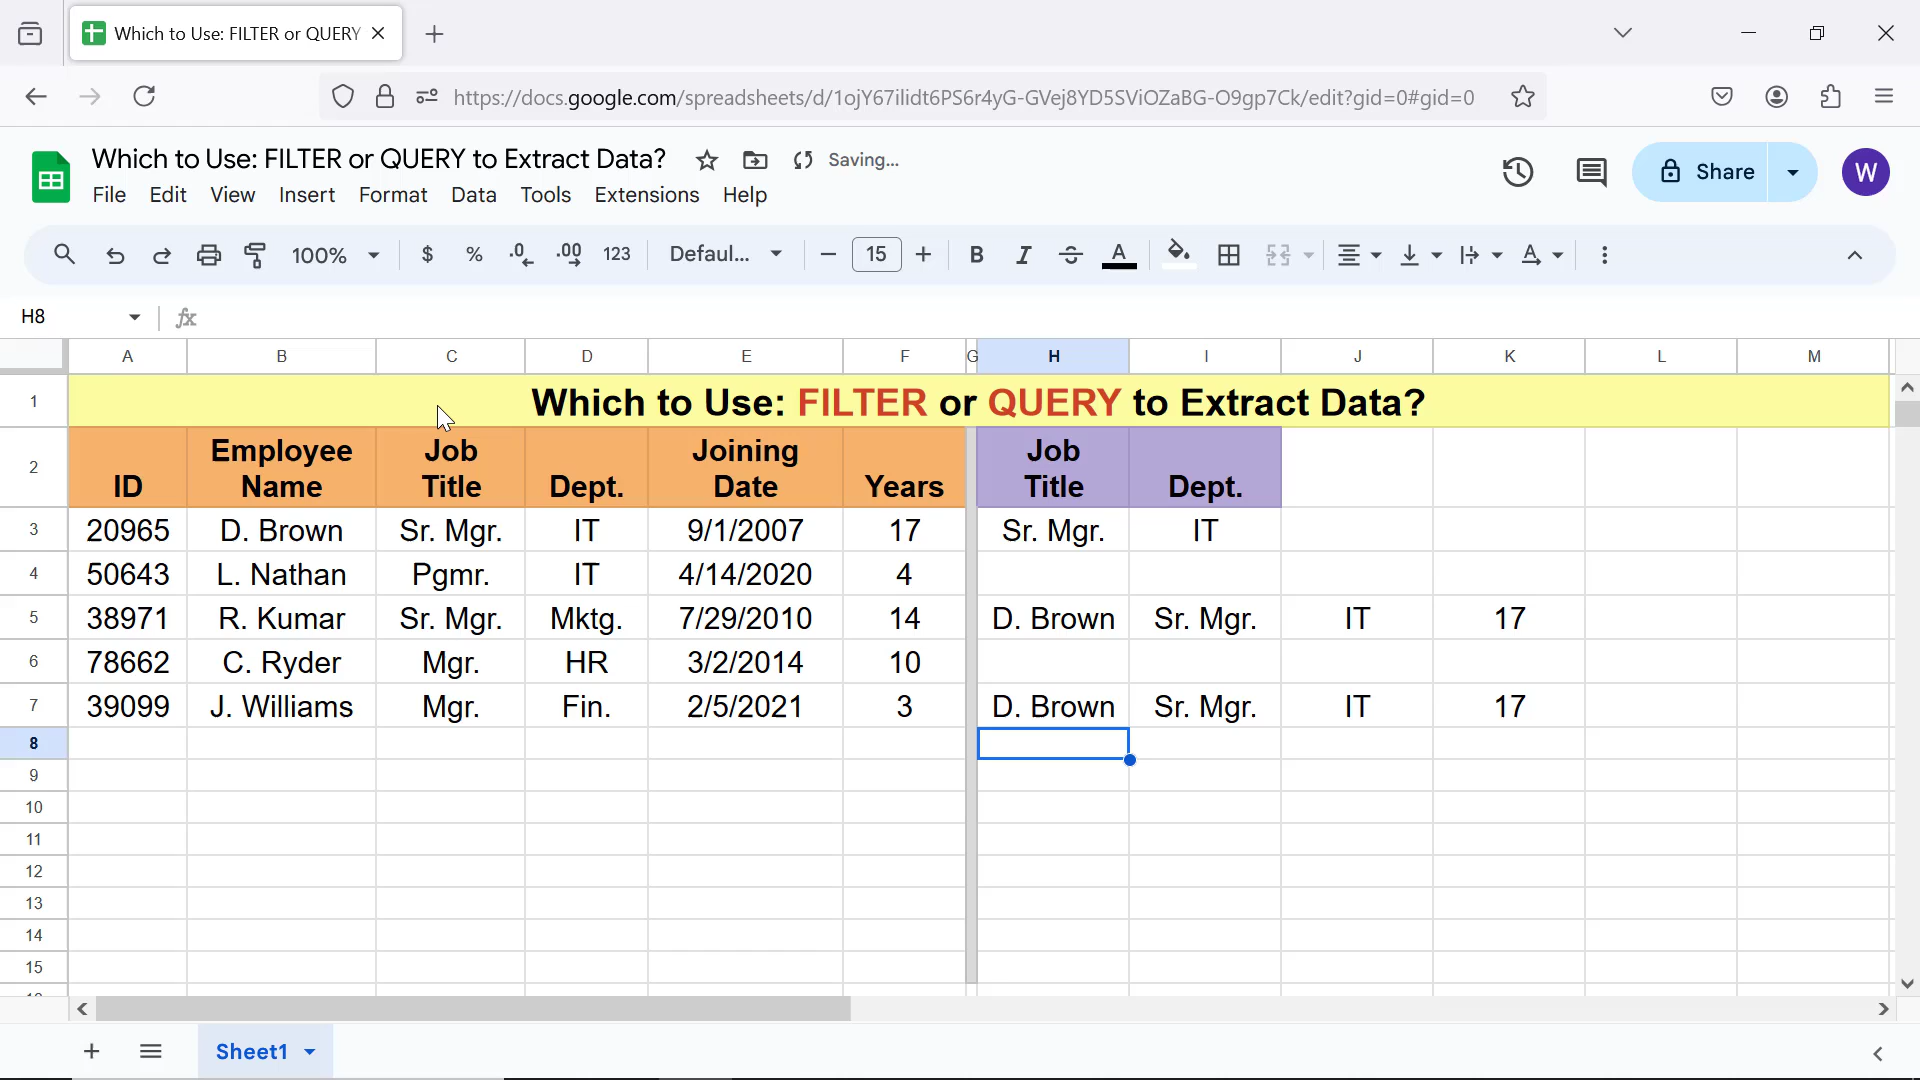 Which to Use: FILTER or QUERY
https://docs.google.com/spreadsheets/d/1ojY67ilidt6PS6r4yG-GVej8YD5SViOZaBG-O9gp7Ck/edit?gid=0#gid=0
Which to Use: FILTER or QUERY to Extract Data? Saving...
File Edit View Insert Format Data Tools Extensions Help
Share
W
100% $ % .0 .00 123 Defaul... 15 B I S A A
H8 fx
A B C D E F G H I J K L M
1 Which to Use: FILTER or QUERY to Extract Data?
2 ID Employee Name Job Title Dept. Joining Date Years Job Title Dept.
3 20965 D. Brown Sr. Mgr. IT 9/1/2007 17 Sr. Mgr. IT
4 50643 L. Nathan Pgmr. IT 4/14/2020 4
5 38971 R. Kumar Sr. Mgr. Mktg. 7/29/2010 14 D. Brown Sr. Mgr. IT 17
6 78662 C. Ryder Mgr. HR 3/2/2014 10
7 39099 J. Williams Mgr. Fin. 2/5/2021 3 D. Brown Sr. Mgr. IT 17
8
9
10
11
12
13
14
15
Sheet1